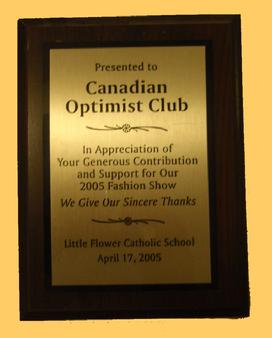 Presented to
Canadian
Optimist Club
In Appreciation of
Your Generous Contribution
and Support for Our
2005 Fashion Show
We Give Our Sincere Thanks
Little Flower Catholic School
April 17, 2005